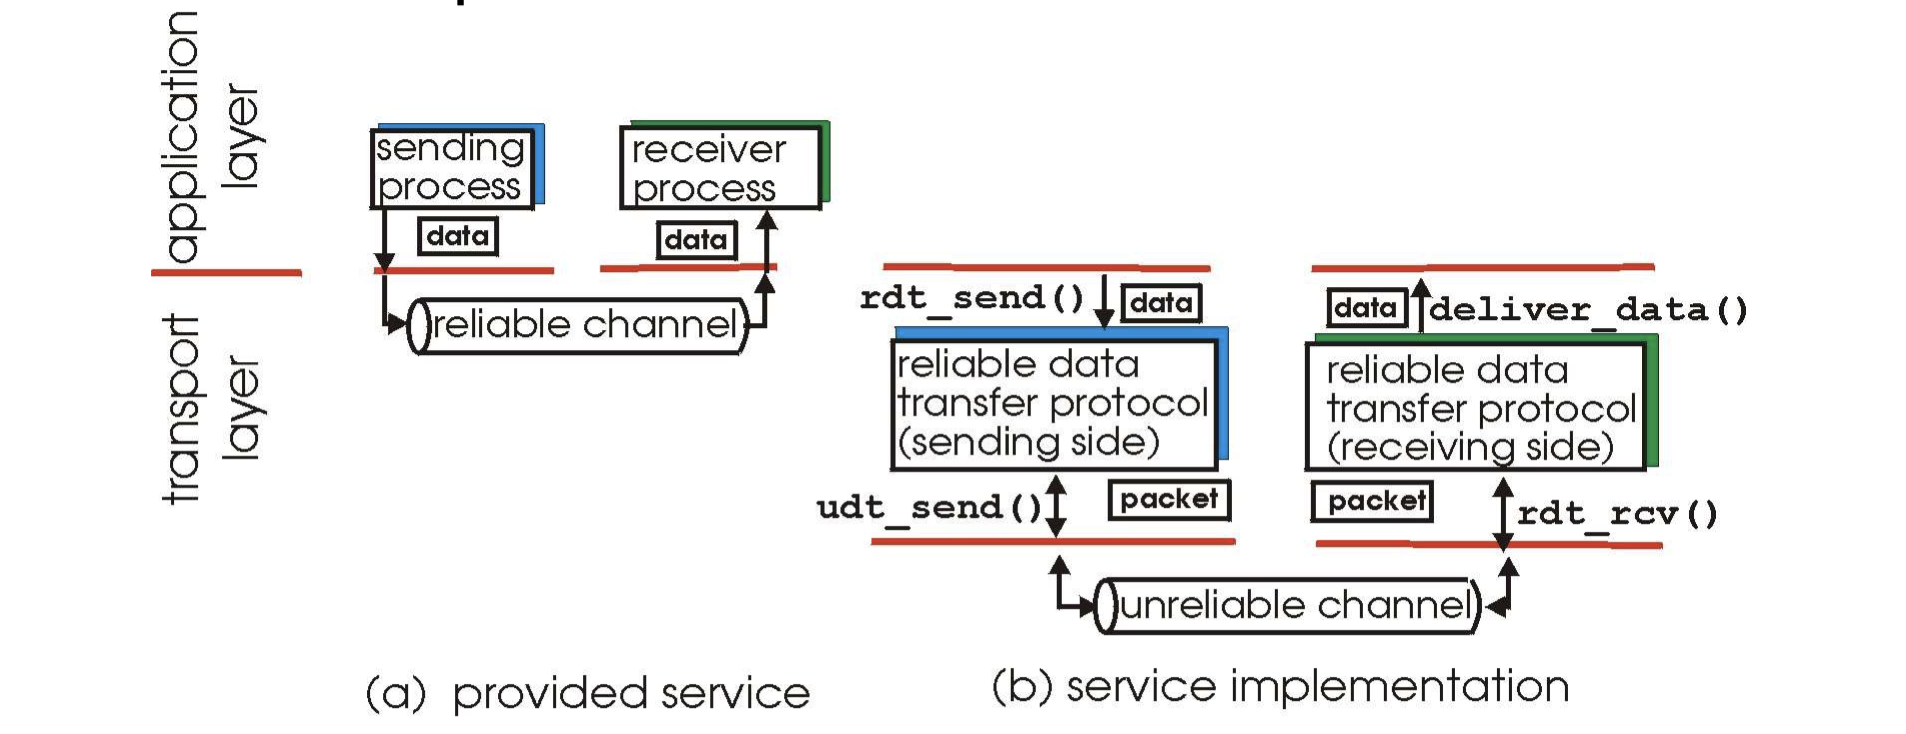 application
layer
transport
layer
sending
process
data
receiver
process
data
reliable channel
(a) provided service
rdt_send()
data
reliable data
transfer protocol
(sending side)
udt_send()
packet
data
deliver_data()
reliable data
transfer protocol
(receiving side)
packet
rdt_rcv()
unreliable channel
(b) service implementation